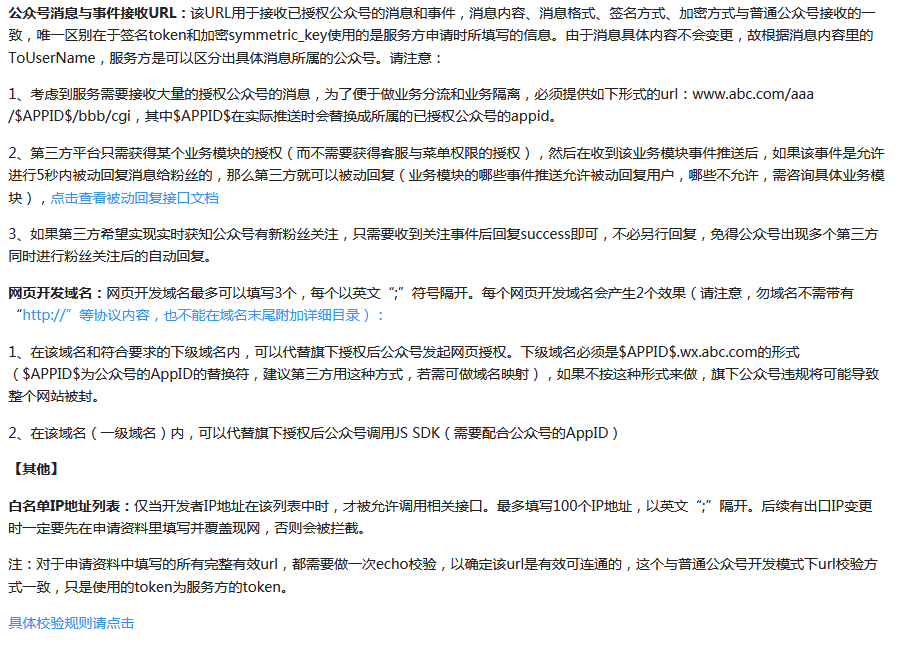 公众号消息与事件接收URL：该URL用于接收已授权公众号的消息和事件，消息内容、消息格式、签名方式、加密方式与普通公众号接收的一
致，唯一区别在于签名token和加密symmetric_key使用的是服务方申请时所填写的信息。由于消息具体内容不会变更，故根据消息内容里的
ToUserName，服务方是可以区分出具体消息所属的公众号。请注意：
1、考虑到服务需要接收大量的授权公众号的消息，为了便于做业务分流和业务隔离，必须提供如下形式的url：www.abc.com/aaa
/$APPID$/bbb/cgi，其中$APPID$在实际推送时会替换成所属的已授权公众号的appid。
2、第三方平台只需获得某个业务模块的授权（而不需要获得客服与菜单权限的授权），然后在收到该业务模块事件推送后，如果该事件是允许
进行5秒内被动回复消息给粉丝的，那么第三方就可以被动回复（业务模块的哪些事件推送允许被动回复用户，哪些不允许，需咨询具体业务模
块），点击查看被动回复接口文档
3、如果第三方希望实现实时获知公众号有新粉丝关注，只需要收到关注事件后回复success即可，不必另行回复，免得公众号出现多个第三方
同时进行粉丝关注后的自动回复。
网页开发域名：网页开发域名最多可以填写3个，每个以英文“;”符号隔开。每个网页开发域名会产生2个效果（请注意，勿域名不需带有
“http://”等协议内容，也不能在域名末尾附加详细目录）：
1、在该域名和符合要求的下级域名内，可以代替旗下授权后公众号发起网页授权。下级域名必须是$APPID$.wx.abc.com的形式
（$APPID$为公众号的AppID的替换符，建议第三方用这种方式，若需可做域名映射），如果不按这种形式来做，旗下公众号违规将可能导致
整个网站被封。
2、在该域名（一级域名）内，可以代替旗下授权后公众号调用JS SDK（需要配合公众号的AppID）
【其他】
白名单IP地址列表：仅当开发者IP地址在该列表中时，才被允许调用相关接口。最多填写100个IP地址，以英文“;”隔开。后续有出口IP变更
时一定要先在申请资料里填写并覆盖现网，否则会被拦截。
注：对于申请资料中填写的所有完整有效url，都需要做一次echo校验，以确定该url是有效可连通的，这个与普通公众号开发模式下url校验方
式一致，只是使用的token为服务方的token。
具体校验规则请点击